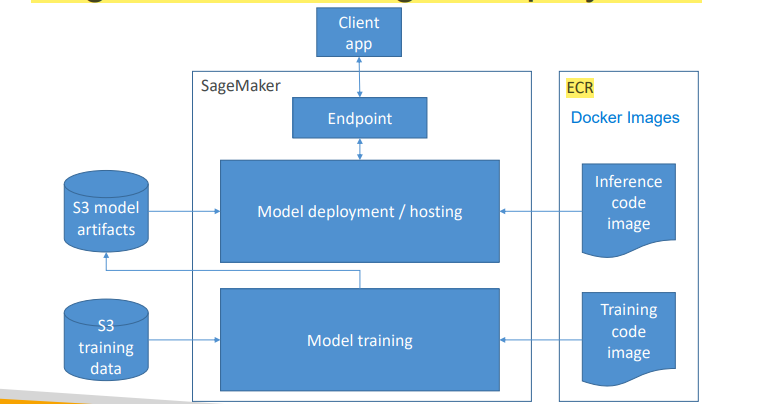 Client
app
SageMaker
ECR
Endpoint
Docker Images
S3 model
artifacts
Model deployment / hosting
Inference
code
image
S3
training
data
Model training
Training
code
image